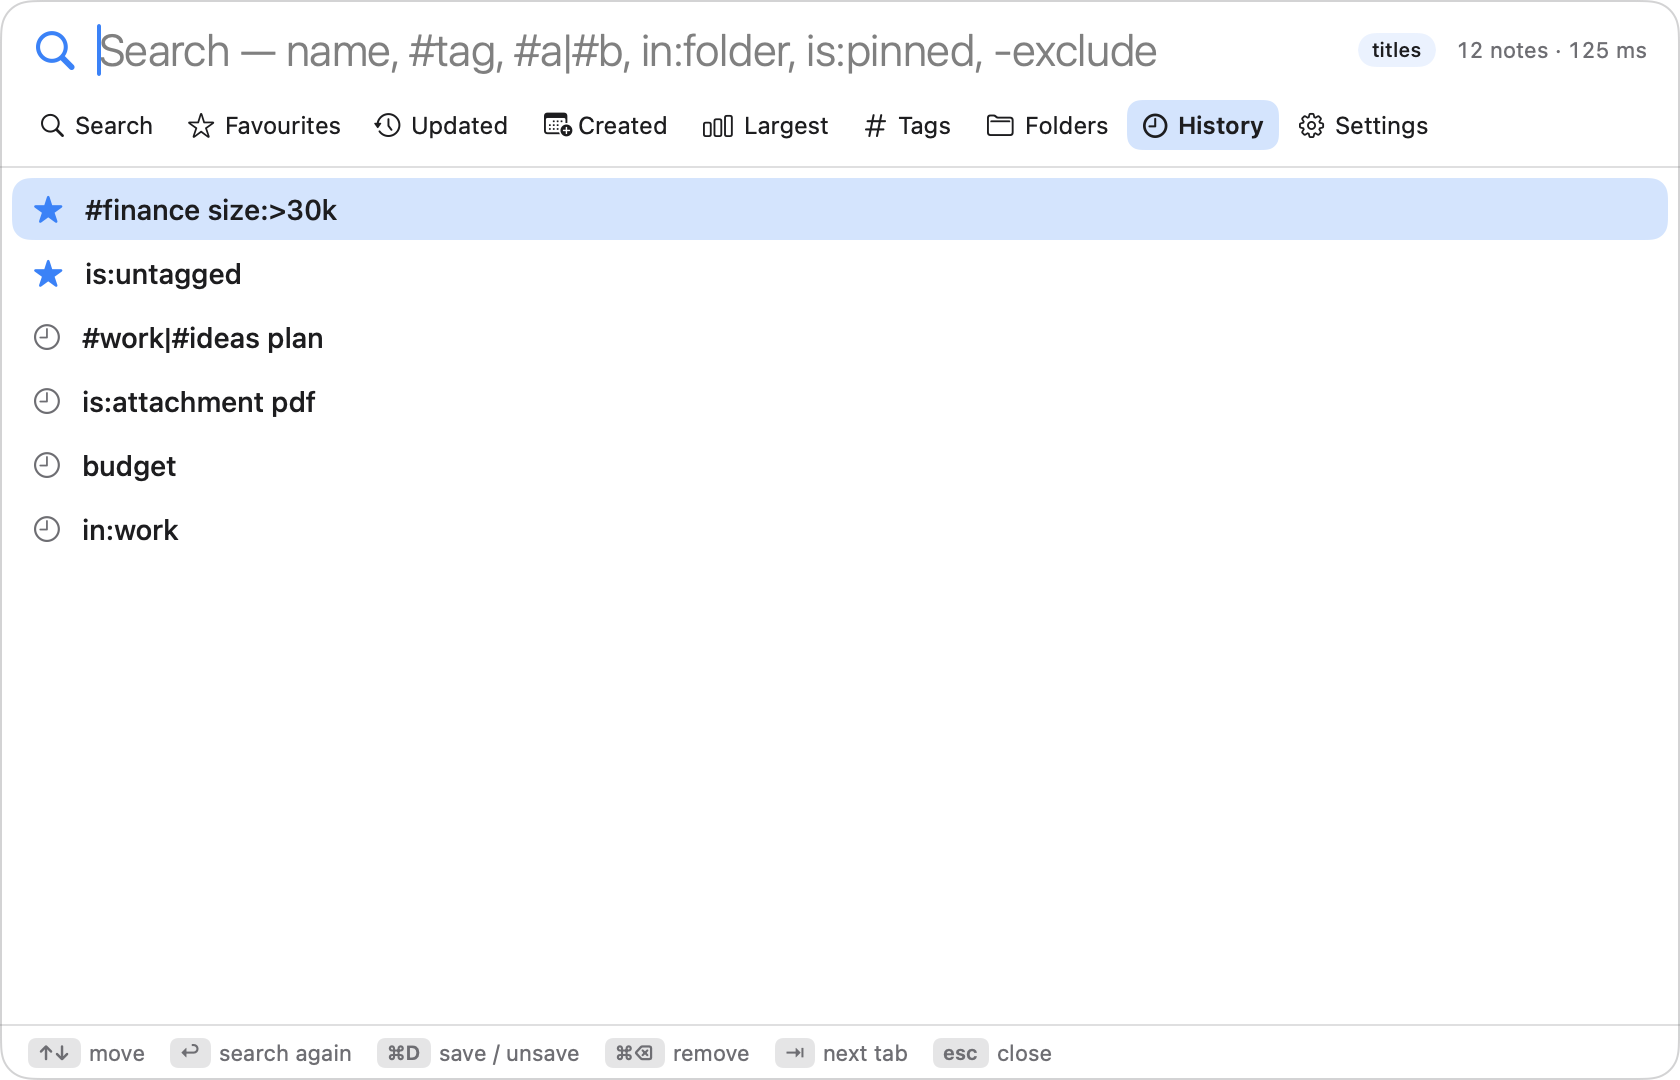 Search — name, #tag, #a|#b, in:folder, is:pinned, -exclude titles 12 notes · 125 ms
Search Favourites Updated Created Largest # Tags Folders History Settings
#finance size:>30k
is:untagged
#work|#ideas plan
is:attachment pdf
budget
in:work
↑↓ move ↩ search again ⌘D save / unsave ⌘⌫ remove ⇥ next tab esc close